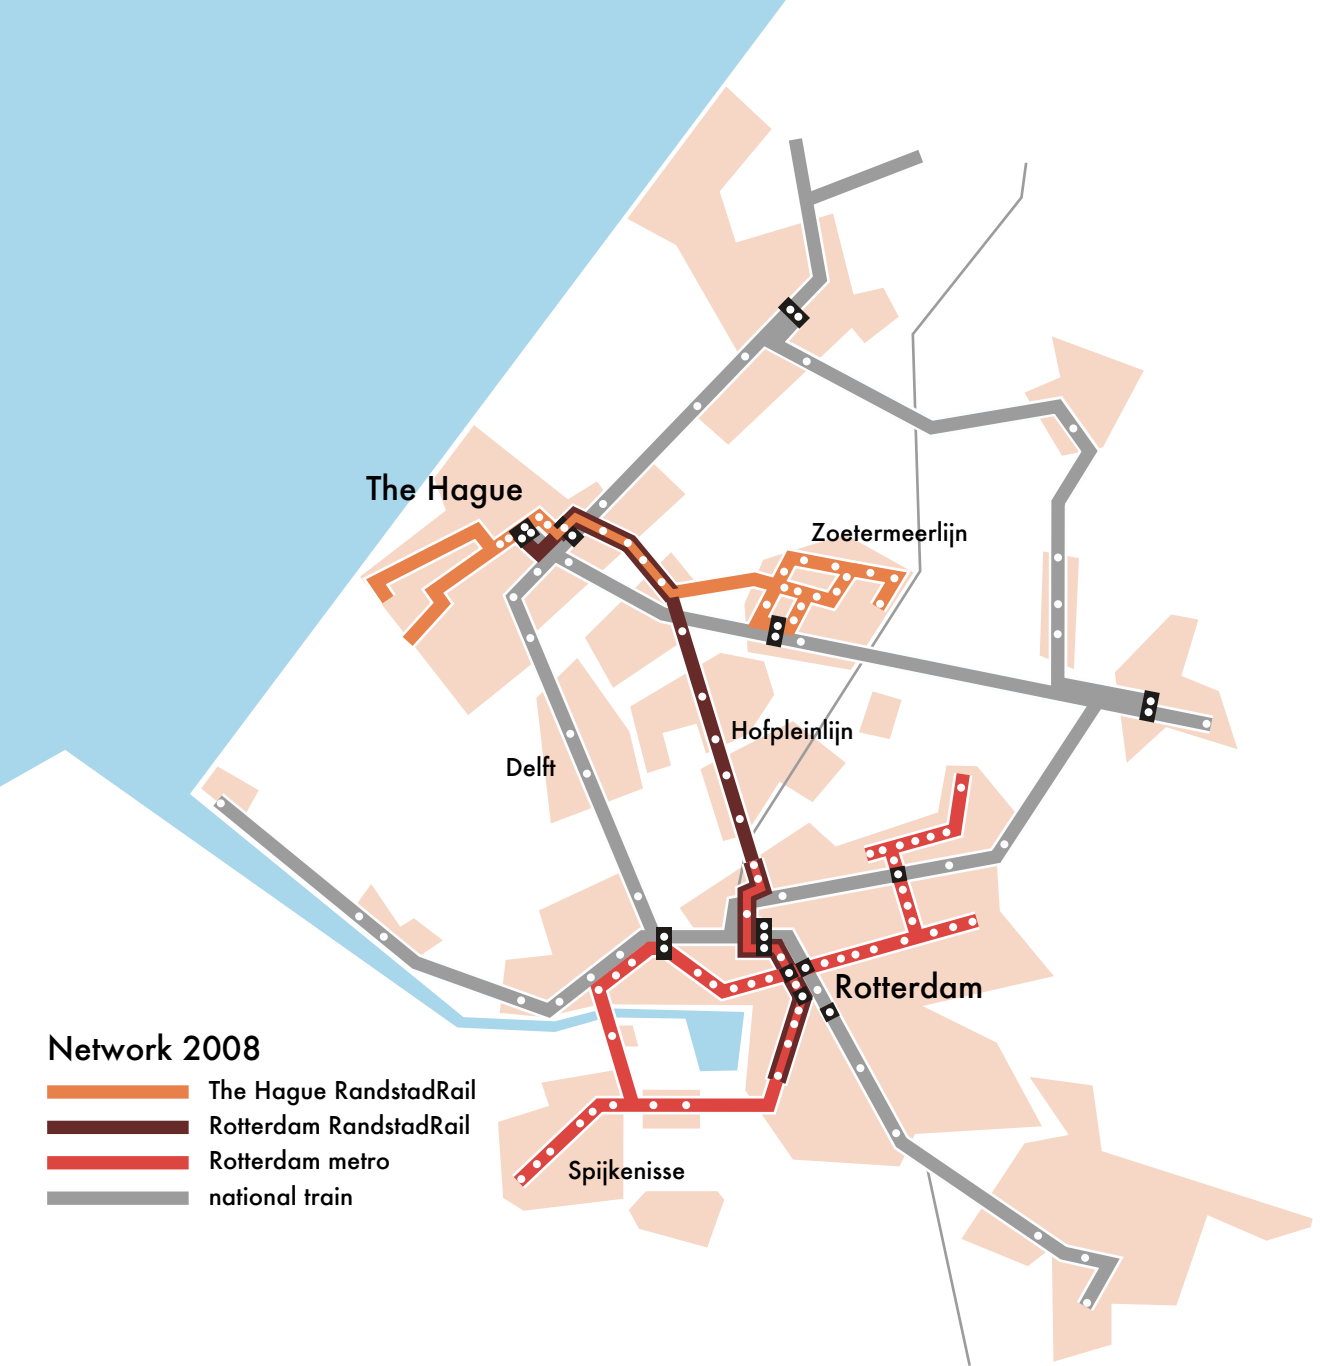 The Hague
Zoetermeerlijn
Hofpleinlijn
Delft
Rotterdam
Network 2008
The Hague RandstadRail
Rotterdam RandstadRail
Rotterdam metro
Spijkenisse
national train